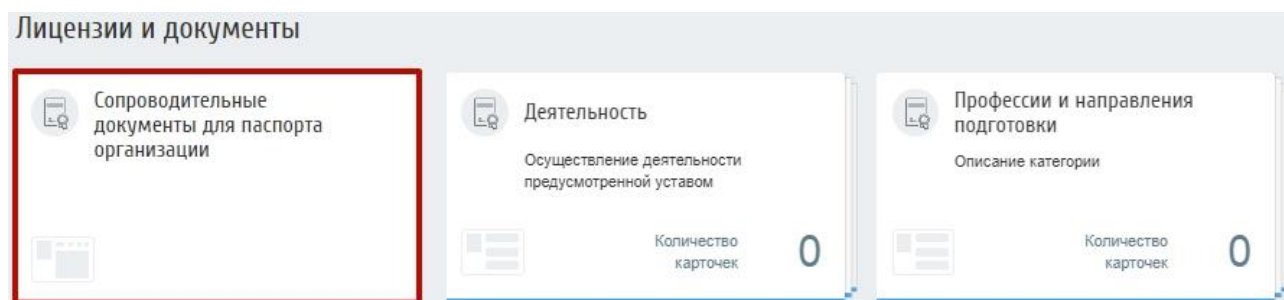 Лицензии и документы
Сопроводительные
документы для паспорта
организации
Деятельность
Осуществление деятельности
предусмотренной уставом
Количество
карточек
0
Профессии и направления
подготовки
Описание категории
Количество
карточек
0